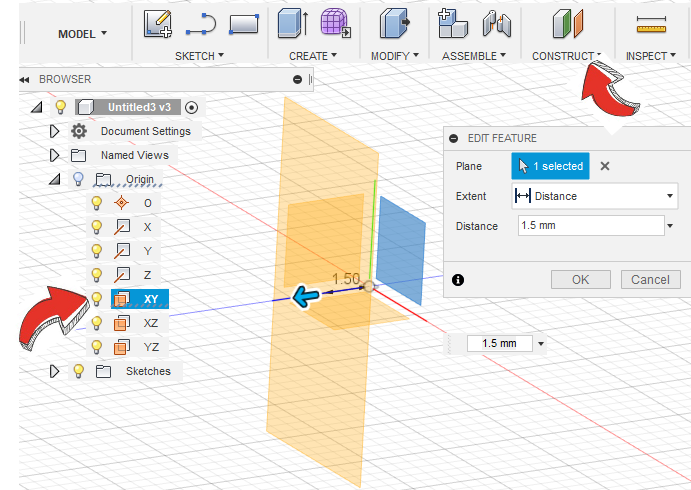 MODEL
SKETCH
CREATE
MODIFY
ASSEMBLE
CONSTRUCT
INSPECT
BROWSER
Untitled3 v3
Document Settings
Named Views
Origin
O
X
Y
Z
XY
XZ
YZ
Sketches
1.50
EDIT FEATURE
Plane 1 selected
Extent Distance
Distance 1.5 mm
OK Cancel
1.5 mm